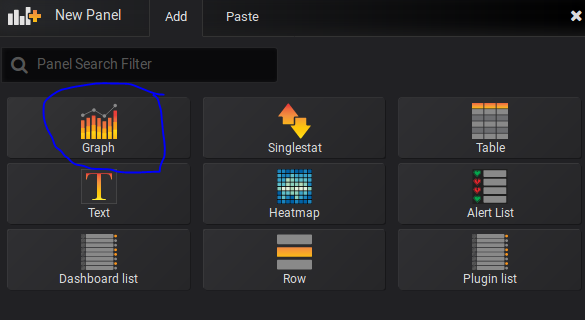 New Panel Add Paste
Panel Search Filter
Graph Singlestat Table
Text Heatmap Alert List
Dashboard list Row Plugin list